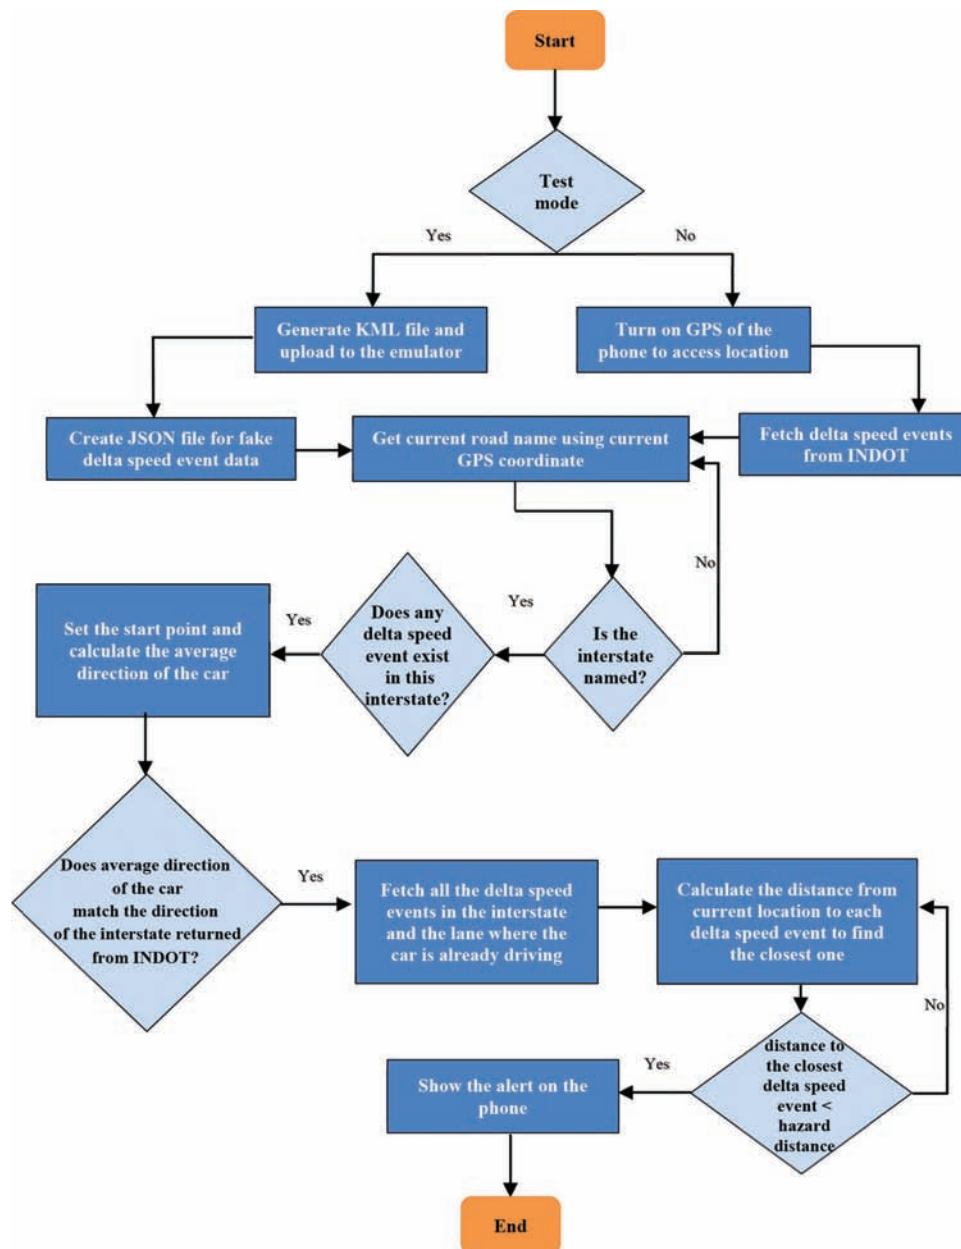 Start
Test
mode
Yes
No
Generate KML file and
upload to the emulator
Turn on GPS of the
phone to access location
Create JSON file for fake
delta speed event data
Get current road name using current
GPS coordinate
Fetch delta speed events
from INDOT
No
Set the start point and
calculate the average
direction of the car
Yes
Does any
delta speed
event exist
in this
interstate?
Yes
Is the
interstate
named?
Does average direction
of the car
match the direction
of the interstate returned
from INDOT?
Yes
Fetch all the delta speed
events in the interstate
and the lane where the
car is already driving
Calculate the distance from
current location to each
delta speed event to find
the closest one
No
Show the alert on the
phone
Yes
distance to
the closest
delta speed
event <
hazard
distance
End